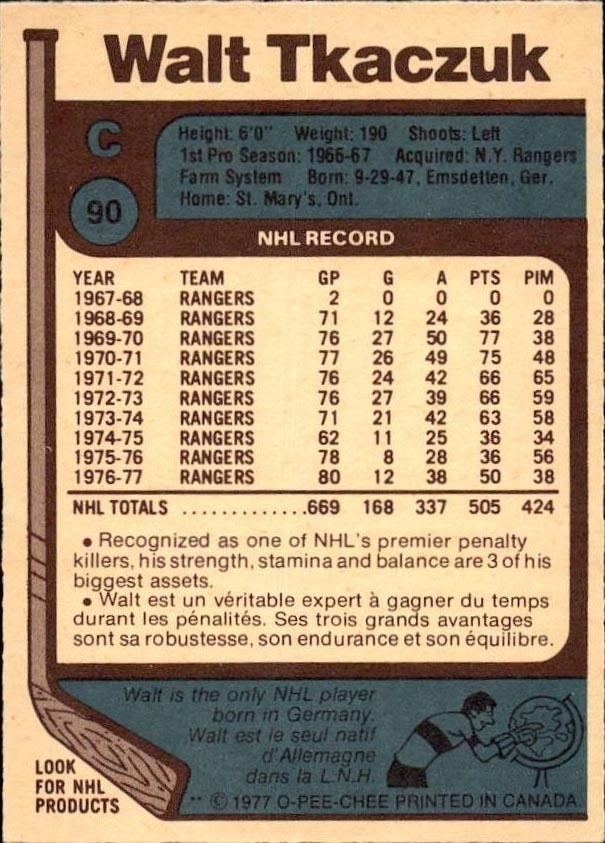 Walt Tkaczuk
C
90
Height: 6'0" Weight: 190 Shoots: Left
1st Pro Season: 1966-67 Acquired: N.Y. Rangers
Farm System Born: 9-29-47, Emsdetten, Ger.
Home: St. Mary's, Ont.
NHL RECORD
YEAR TEAM GP G A PTS PIM
1967-68 RANGERS 2 0 0 0 0
1968-69 RANGERS 71 12 24 36 28
1969-70 RANGERS 76 27 50 77 38
1970-71 RANGERS 77 26 49 75 48
1971-72 RANGERS 76 24 42 66 65
1972-73 RANGERS 76 27 39 66 59
1973-74 RANGERS 71 21 42 63 58
1974-75 RANGERS 62 11 25 36 34
1975-76 RANGERS 78 8 28 36 56
1976-77 RANGERS 80 12 38 50 38
NHL TOTALS .............669 168 337 505 424
• Recognized as one of NHL's premier penalty
killers, his strength, stamina and balance are 3 of his
biggest assets.
• Walt est un véritable expert à gagner du temps
durant les pénalités. Ses trois grands avantages
sont sa robustesse, son endurance et son équilibre.
Walt is the only NHL player
born in Germany.
Walt est le seul natif
d'Allemagne
dans la L.N.H.
LOOK
FOR NHL
PRODUCTS
** © 1977 O-PEE-CHEE PRINTED IN CANADA